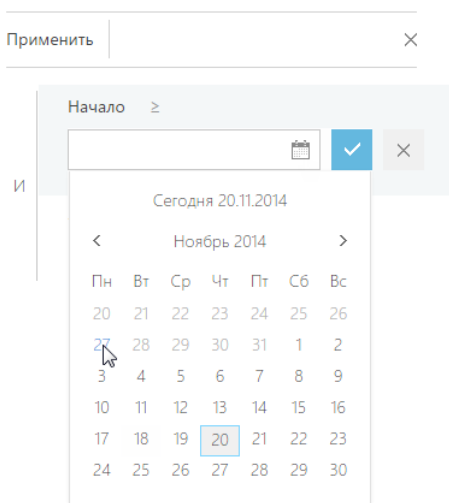 Применить
Начало ≥
И
Сегодня 20.11.2014
Ноябрь 2014
Пн Вт Ср Чт Пт Сб Вс
20 21 22 23 24 25 26
27 28 29 30 31 1 2
3 4 5 6 7 8 9
10 11 12 13 14 15 16
17 18 19 20 21 22 23
24 25 26 27 28 29 30